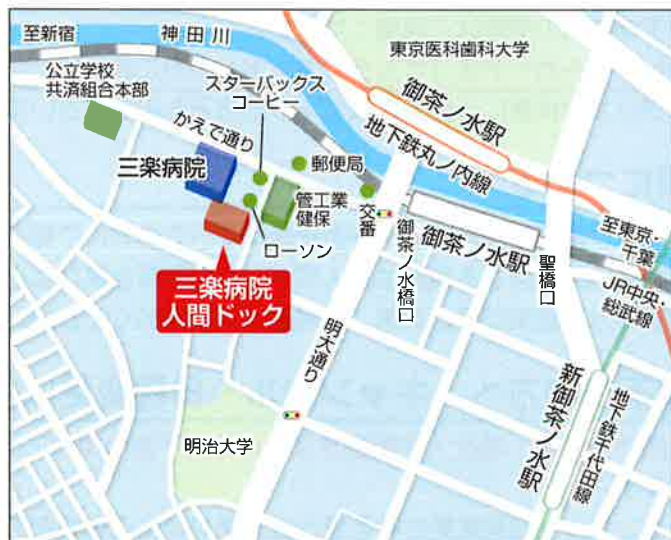 至新宿
神田川
東京医科歯科大学
公立学校
共済組合本部
スターバックス
コーヒー
御茶ノ水駅
かえで通り
地下鉄丸ノ内線
郵便局
三楽病院
管工業
健保
交番
ローソン
御茶ノ水橋口
御茶ノ水駅
聖橋口
至東京・
千葉
JR中央・
総武線
三楽病院
人間ドック
明大通り
新御茶ノ水駅
地下鉄千代田線
明治大学